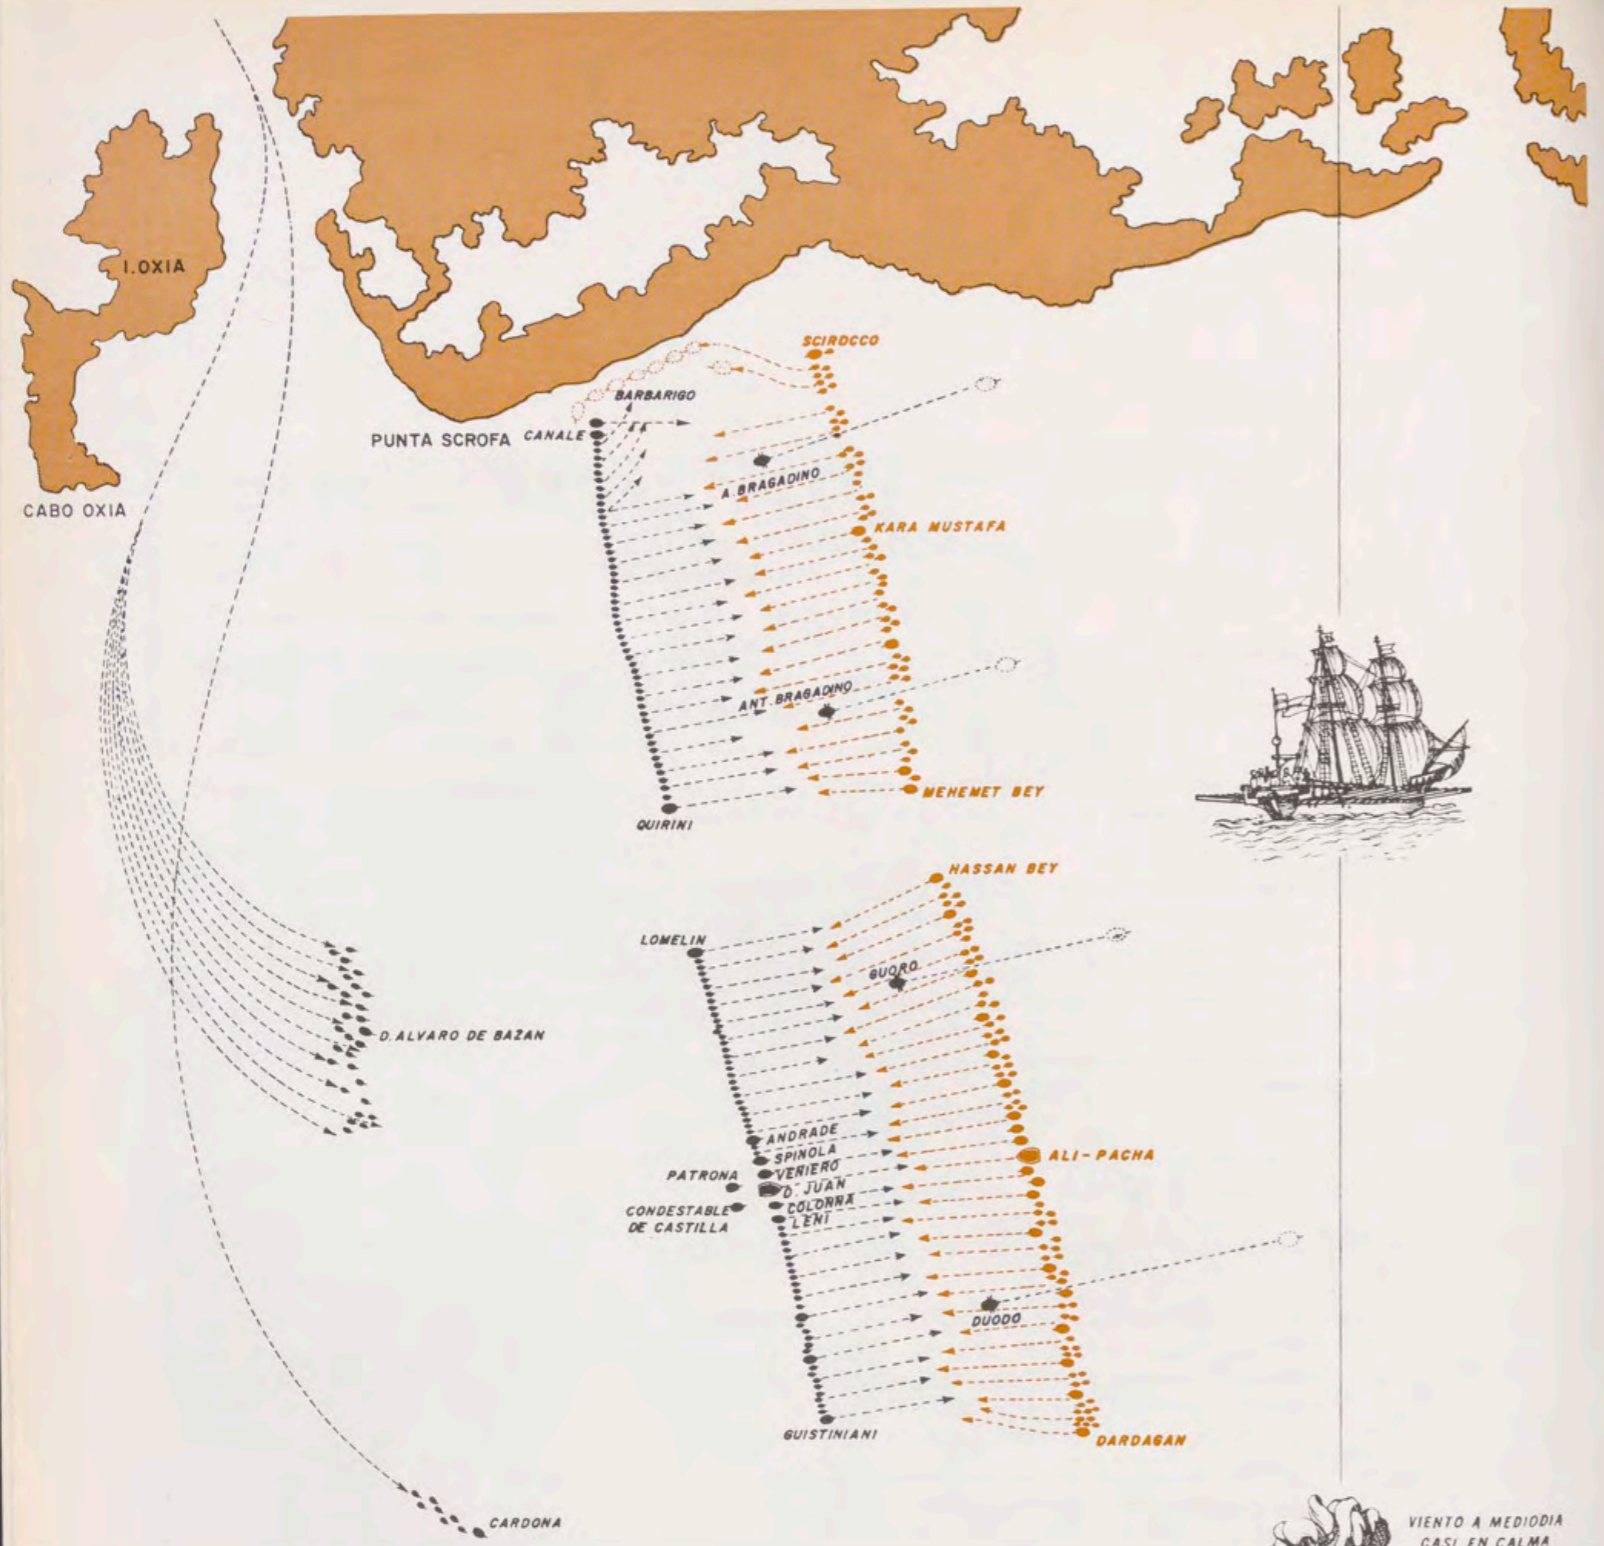 I. OXIA
SCIROCCO
BARBARIGO
PUNTA SCROFA
CANALE
A. BRAGADINO
CABO OXIA
KARA MUSTAFA
ANT. BRAGADINO
MEHEMET BEY
QUIRINI
HASSAN BEY
LOMELIN
GUORO
D. ALVARO DE BAZAN
ANDRADE
SPINOLA
ALI-PACHA
VENIERO
PATRONA
D. JUAN
COLONNA
CONDESTABLE
DE CASTILLA
LENI
DUODO
GUISTINIANI
DARDAGAN
CARDONA
VIENTO A MEDIODIA
CASI EN CALMA